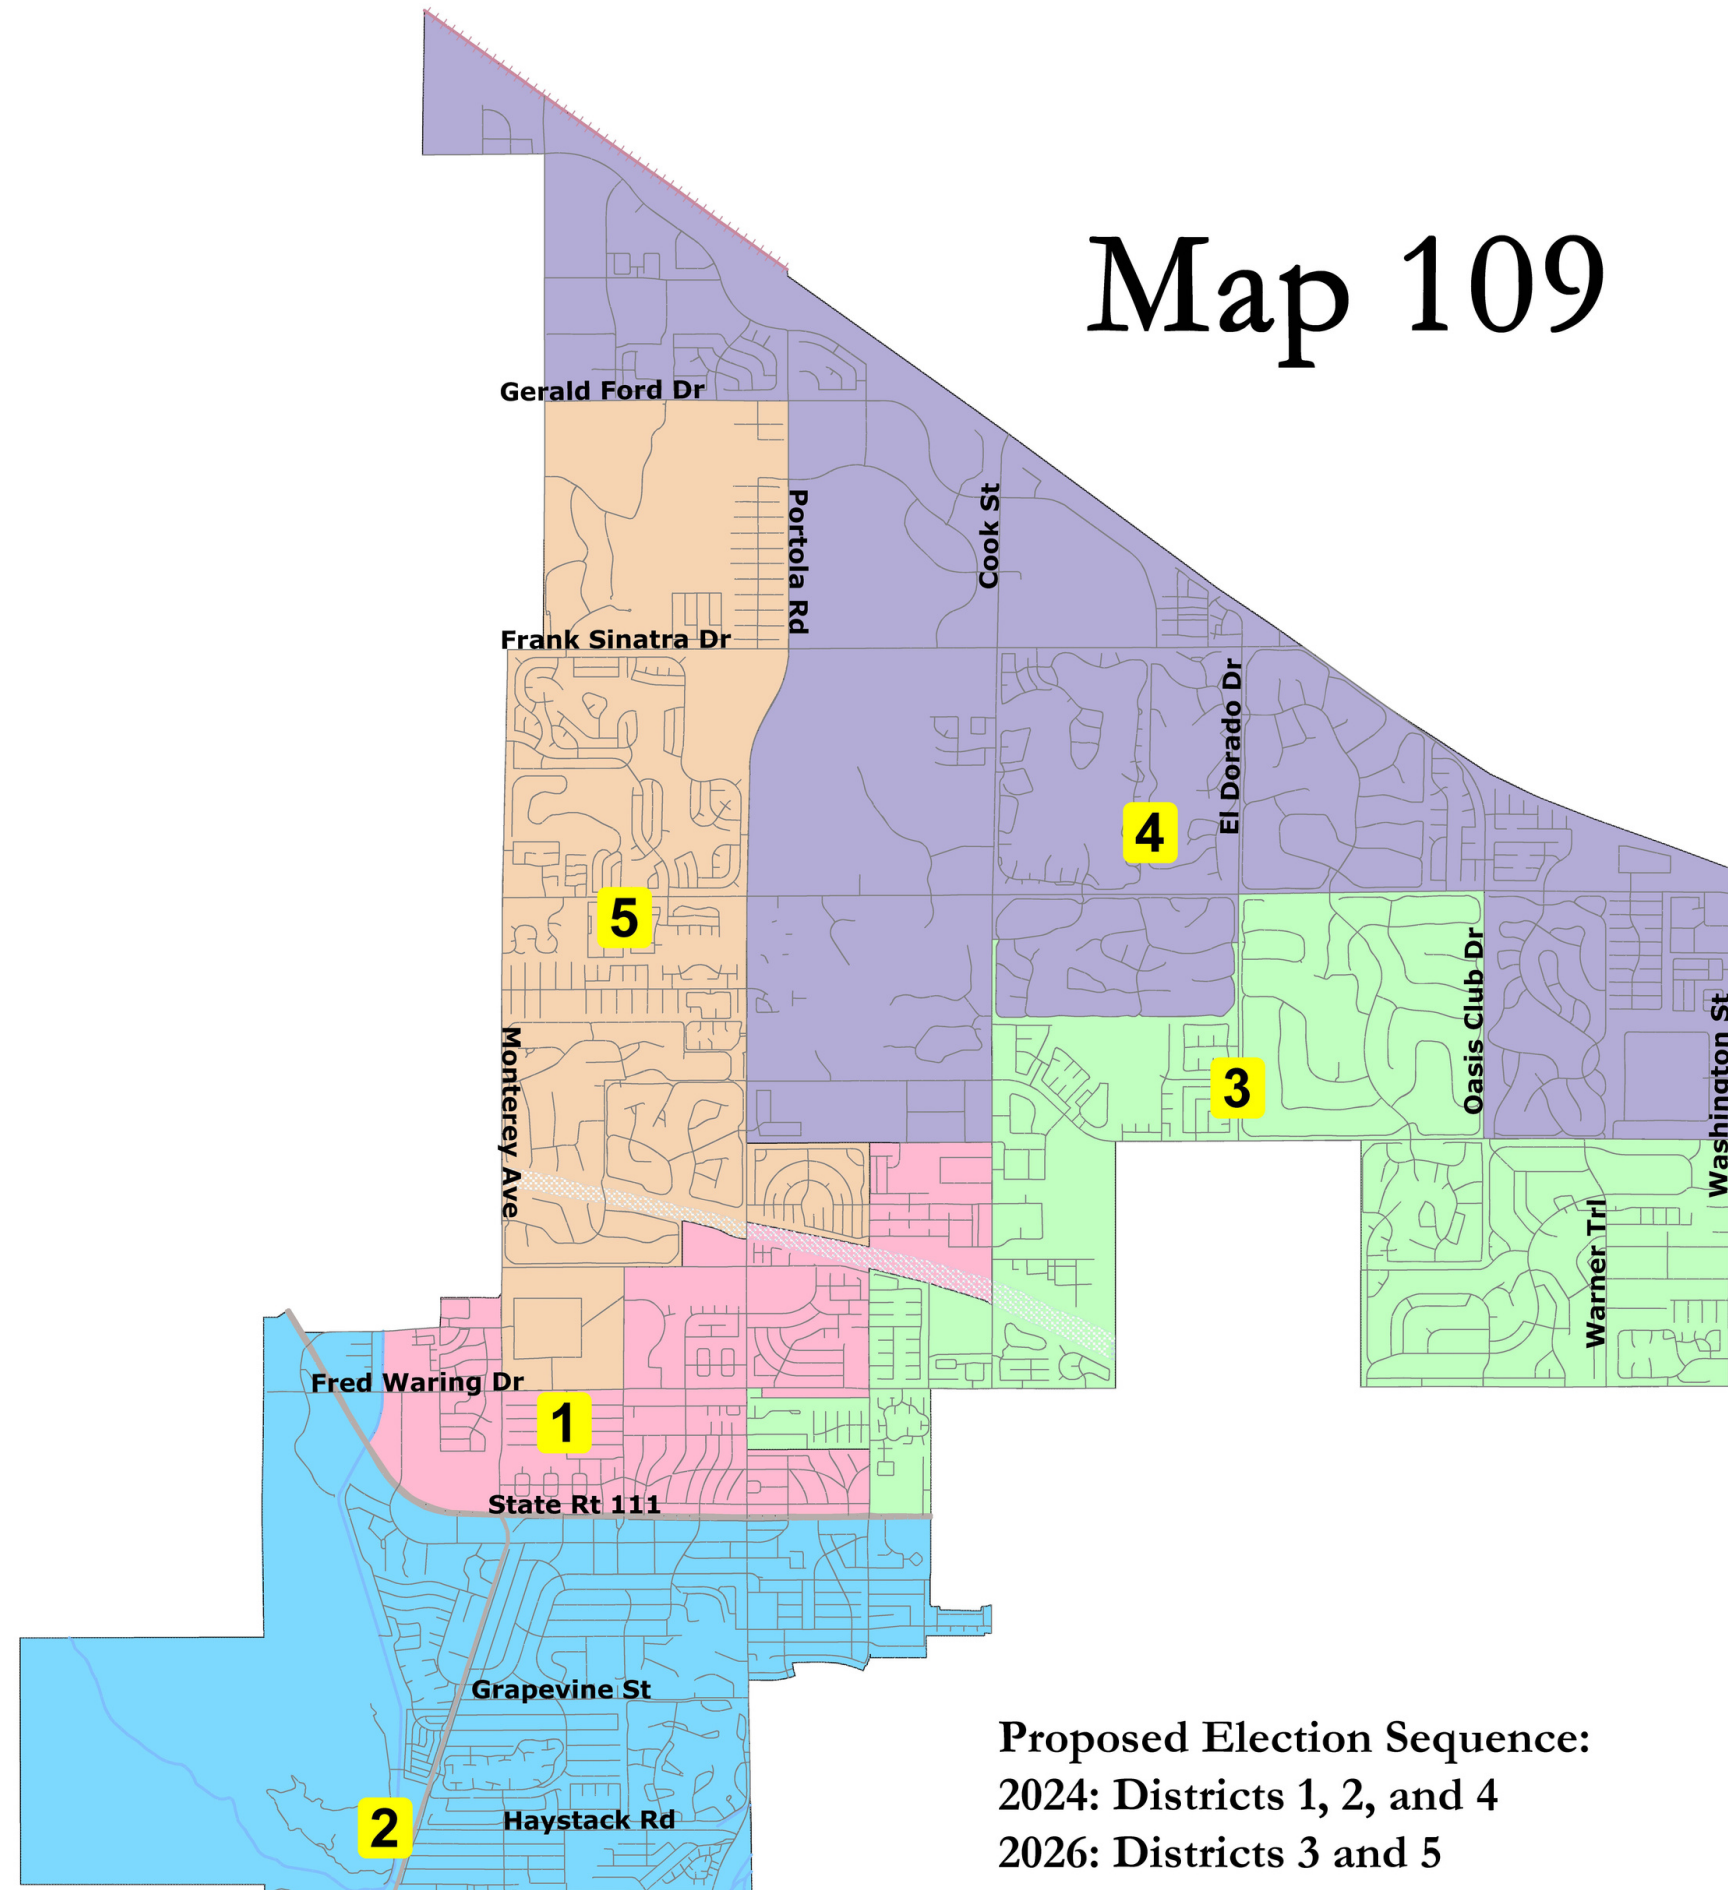 Map 109
Gerald Ford Dr
Portola Rd
Cook St
Frank Sinatra Dr
El Dorado Dr
4
5
Oasis Club Dr
Washington St
Monterey Ave
3
Warner Trl
Fred Waring Dr
1
State Rt 111
Grapevine St
Haystack Rd
2
Proposed Election Sequence:
2024: Districts 1, 2, and 4
2026: Districts 3 and 5